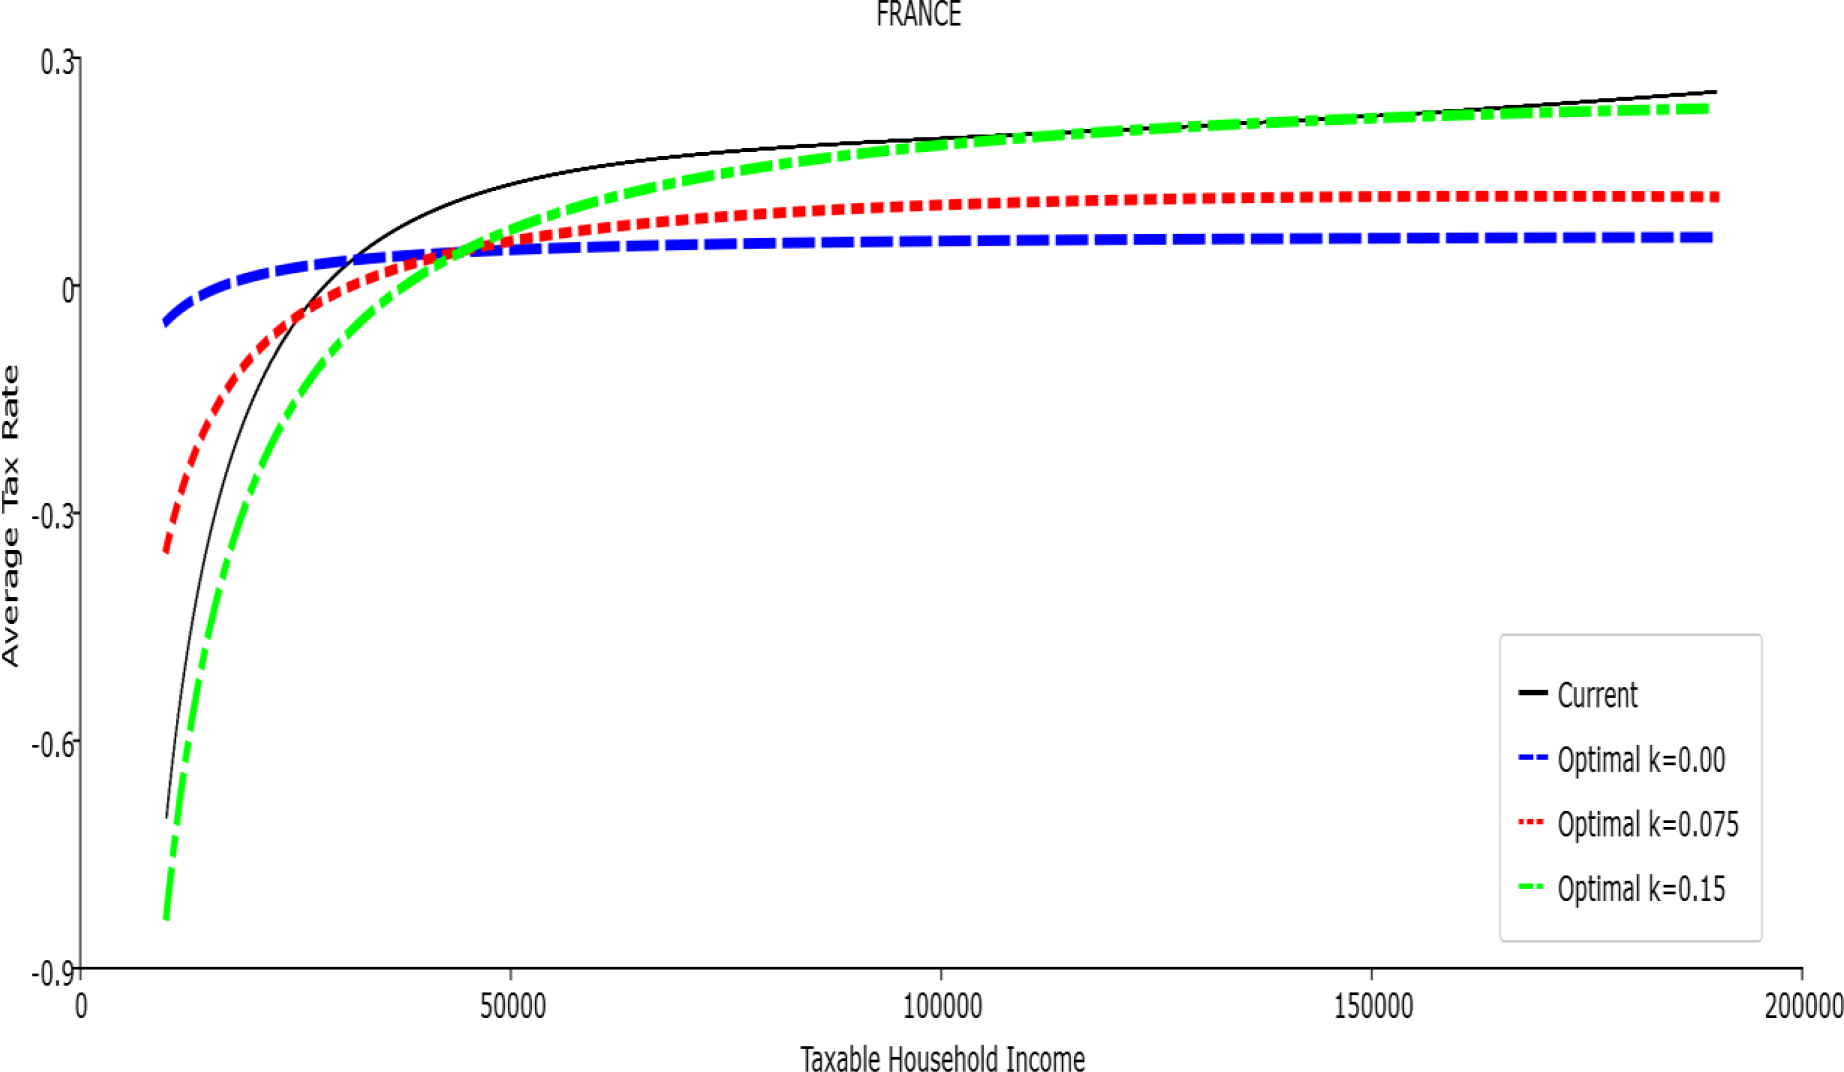 FRANCE
0.3
0
-0.3
-0.6
-0.9
Average Tax Rate
0
50000
100000
150000
200000
Taxable Household Income
Current
Optimal k=0.00
Optimal k=0.075
Optimal k=0.15